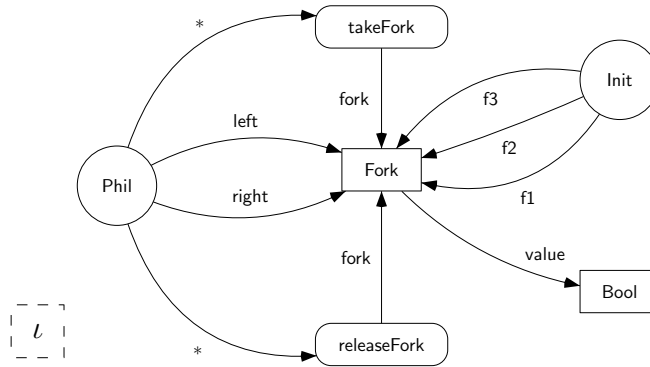 *
takeFork
Init
fork
f3
left
f2
Phil
Fork
right
f1
fork
value
Bool
ι
*
releaseFork